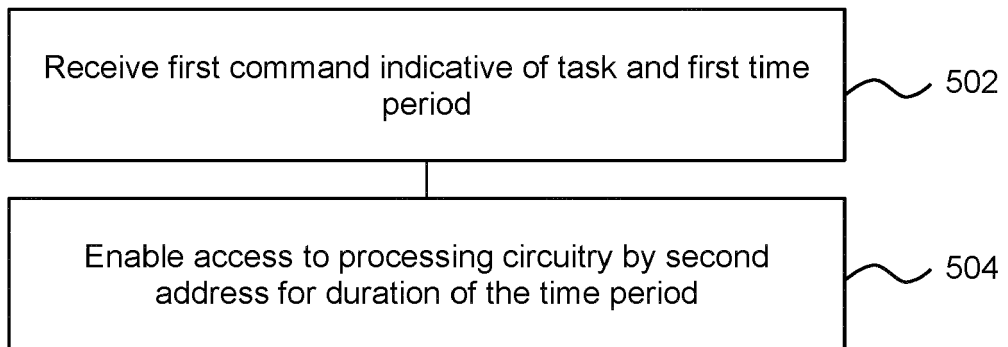 Receive first command indicative of task and first time
period
502
Enable access to processing circuitry by second
address for duration of the time period
504